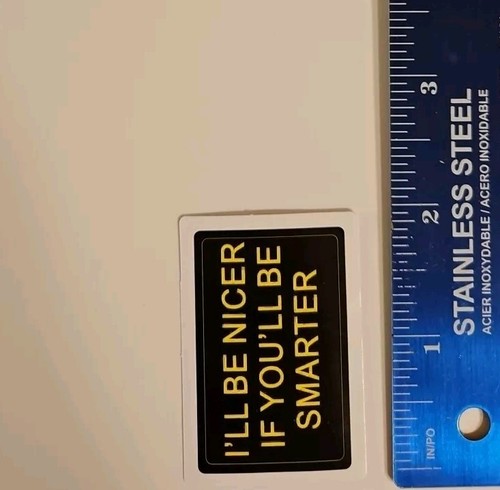 I'LL BE NICER
IF YOU'LL BE
SMARTER
STAINLESS STEEL
ACIER INOXYDABLE / ACERO INOXIDABLE
IN/PO
1
2
3